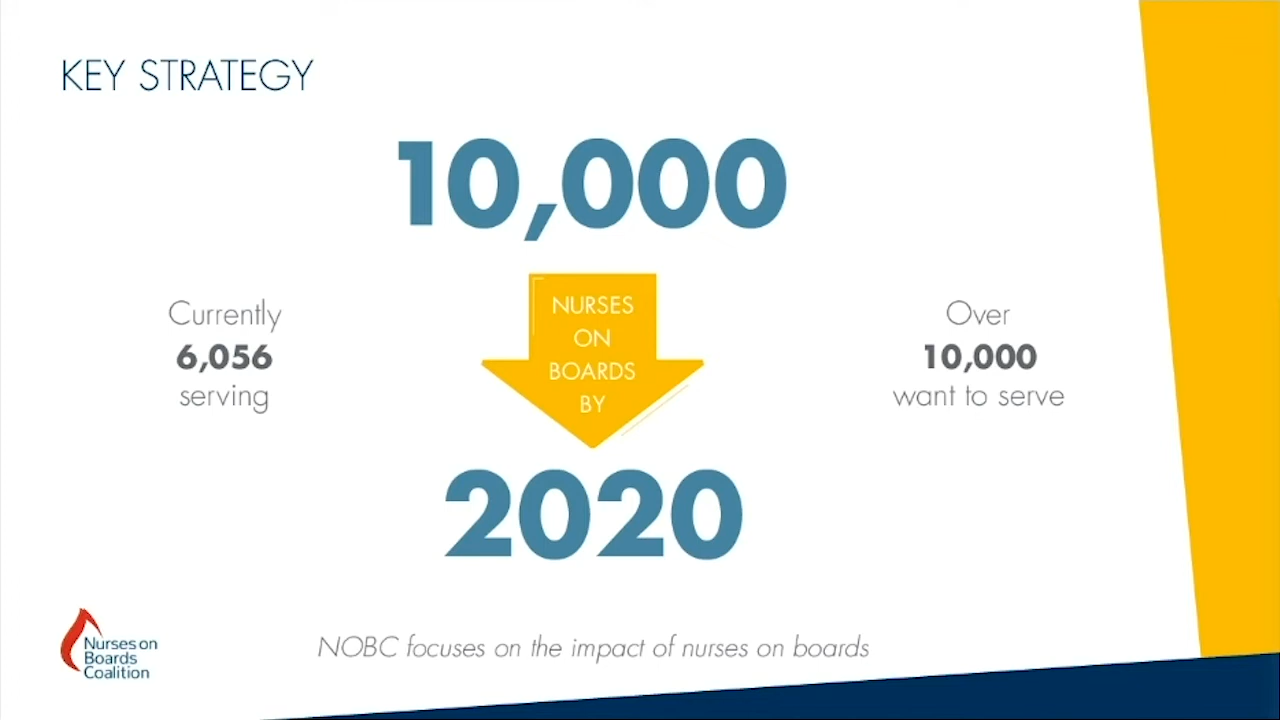 KEY STRATEGY
10,000
NURSES
ON
BOARDS
BY
2020
Currently
6,056
serving
Over
10,000
want to serve
NOBC focuses on the impact of nurses on boards
Nurses on
Boards
Coalition